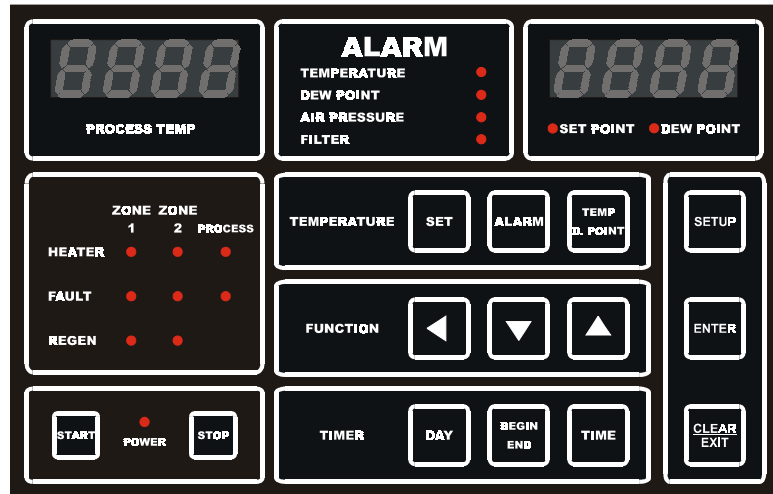 8888
PROCESS TEMP
ALARM
TEMPERATURE
DEW POINT
AIR PRESSURE
FILTER
8888
SET POINT DEW POINT
ZONE ZONE
1 2 PROCESS
HEATER
FAULT
REGEN
TEMPERATURE
SET
ALARM
TEMP
D. POINT
SETUP
FUNCTION
ENTER
START
POWER
STOP
TIMER
DAY
BEGIN
END
TIME
CLEAR
EXIT